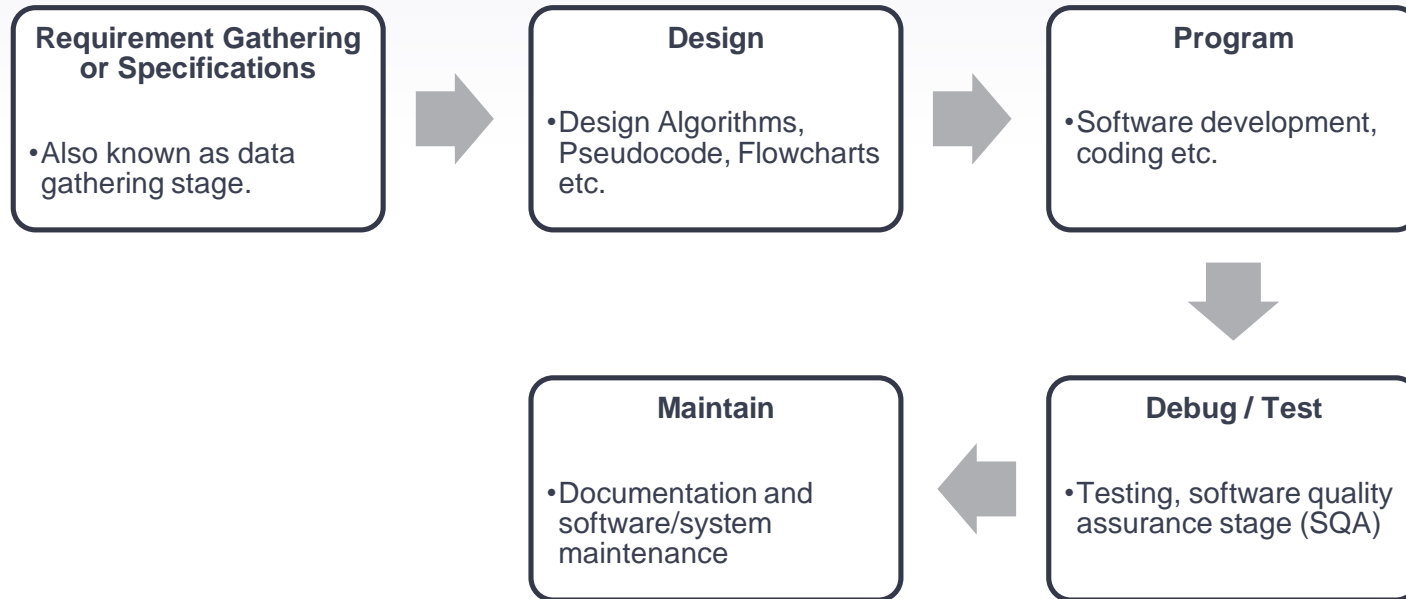 Requirement Gathering
or Specifications
•Also known as data
gathering stage.
Design
•Design Algorithms,
Pseudocode, Flowcharts
etc.
Program
•Software development,
coding etc.
Debug / Test
•Testing, software quality
assurance stage (SQA)
Maintain
•Documentation and
software/system
maintenance